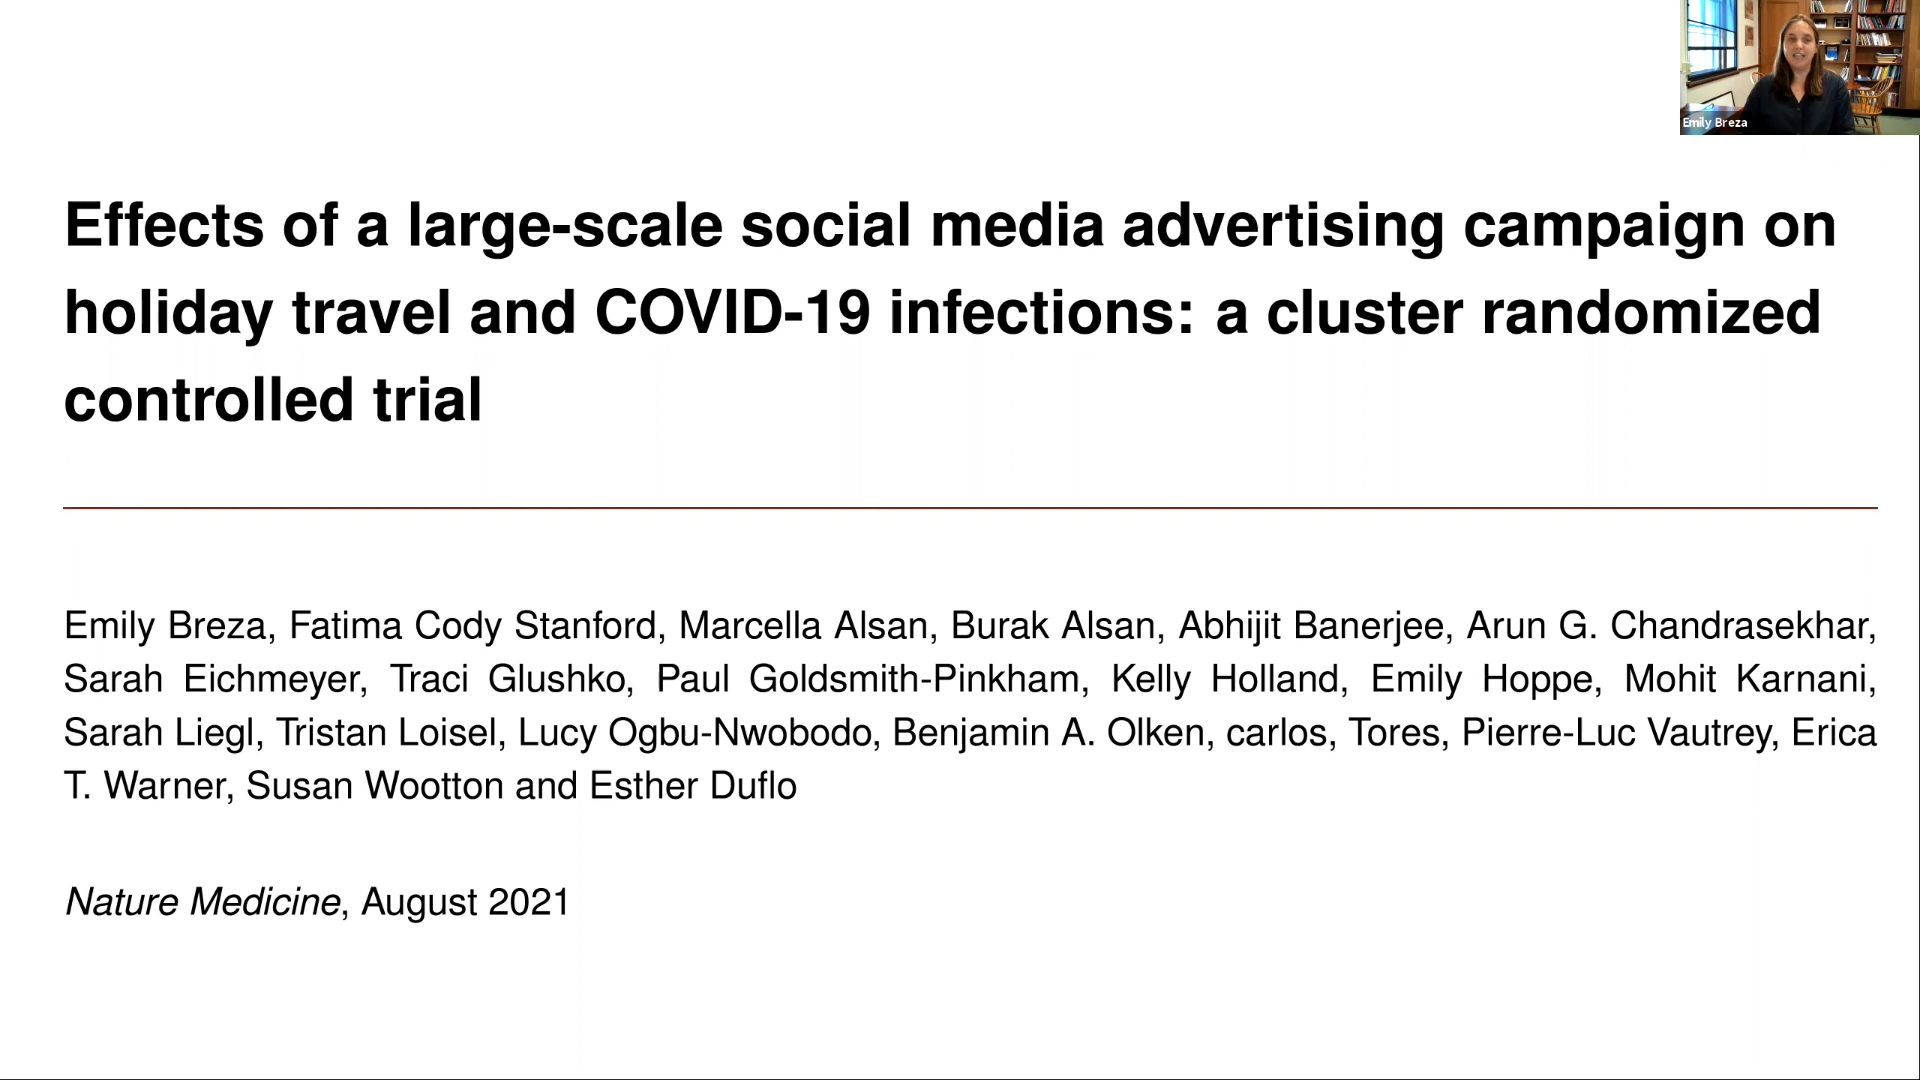 Emily Breza
Effects of a large-scale social media advertising campaign on
holiday travel and COVID-19 infections: a cluster randomized
controlled trial
Emily Breza, Fatima Cody Stanford, Marcella Alsan, Burak Alsan, Abhijit Banerjee, Arun G. Chandrasekhar,
Sarah Eichmeyer, Traci Glushko, Paul Goldsmith-Pinkham, Kelly Holland, Emily Hoppe, Mohit Karnani,
Sarah Liegl, Tristan Loisel, Lucy Ogbu-Nwobodo, Benjamin A. Olken, carlos, Tores, Pierre-Luc Vautrey, Erica
T. Warner, Susan Wootton and Esther Duflo
Nature Medicine, August 2021